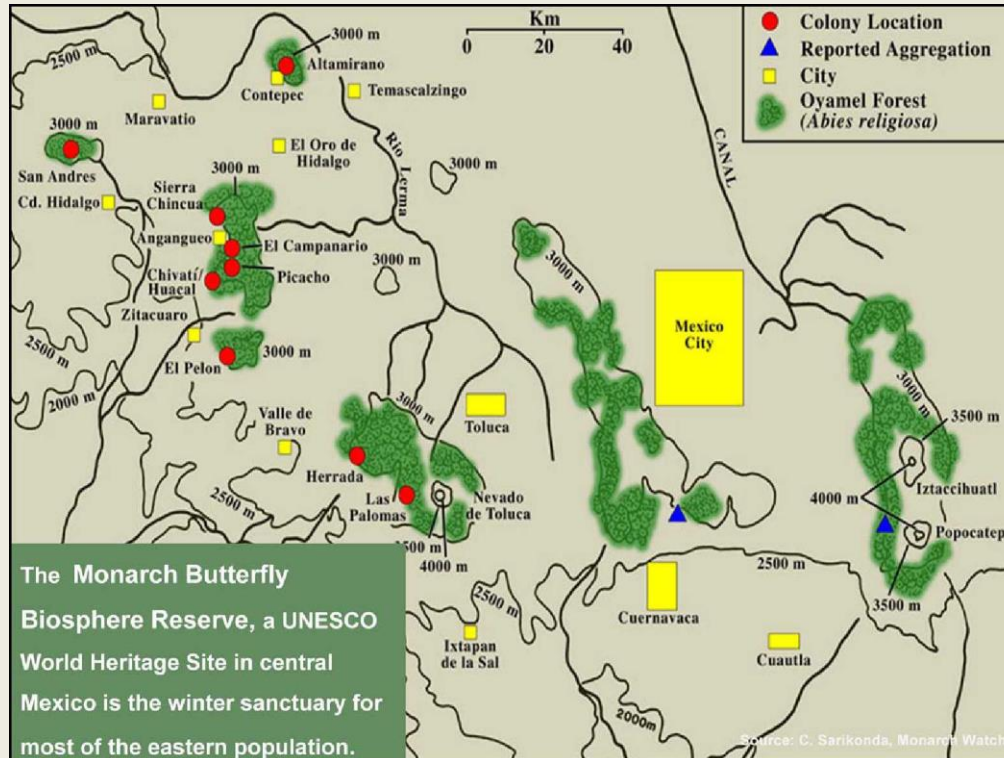 Km
0 20 40
Colony Location
Reported Aggregation
City
Oyamel Forest
(Abies religiosa)
2500 m
3000 m
Altamirano
Contepec
Temascalzingo
Maravatio
3000 m
San Andres
Cd. Hidalgo
El Oro de
Hidalgo
Rio
Lerma
3000 m
CANAL
3000 m
Sierra
Chincua
Angangueo
El Campanario
Picacho
Chivatí/
Huacal
Zitacuaro
3000 m
3000 m
Mexico
City
2500 m
2000 m
El Pelon
3000 m
3000 m
Toluca
Valle de
Bravo
Herrada
Las
Palomas
Nevado
de Toluca
2500 m
3500 m
4000 m
3000 m
3500 m
4000 m
Iztaccihuatl
Popocatep
3500 m
2500 m
2500 m
Cuernavaca
Cuautla
Ixtapan
de la Sal
2000m
The Monarch Butterfly
Biosphere Reserve, a UNESCO
World Heritage Site in central
Mexico is the winter sanctuary for
most of the eastern population.
Source: C. Sarikonda, Monarch Watch